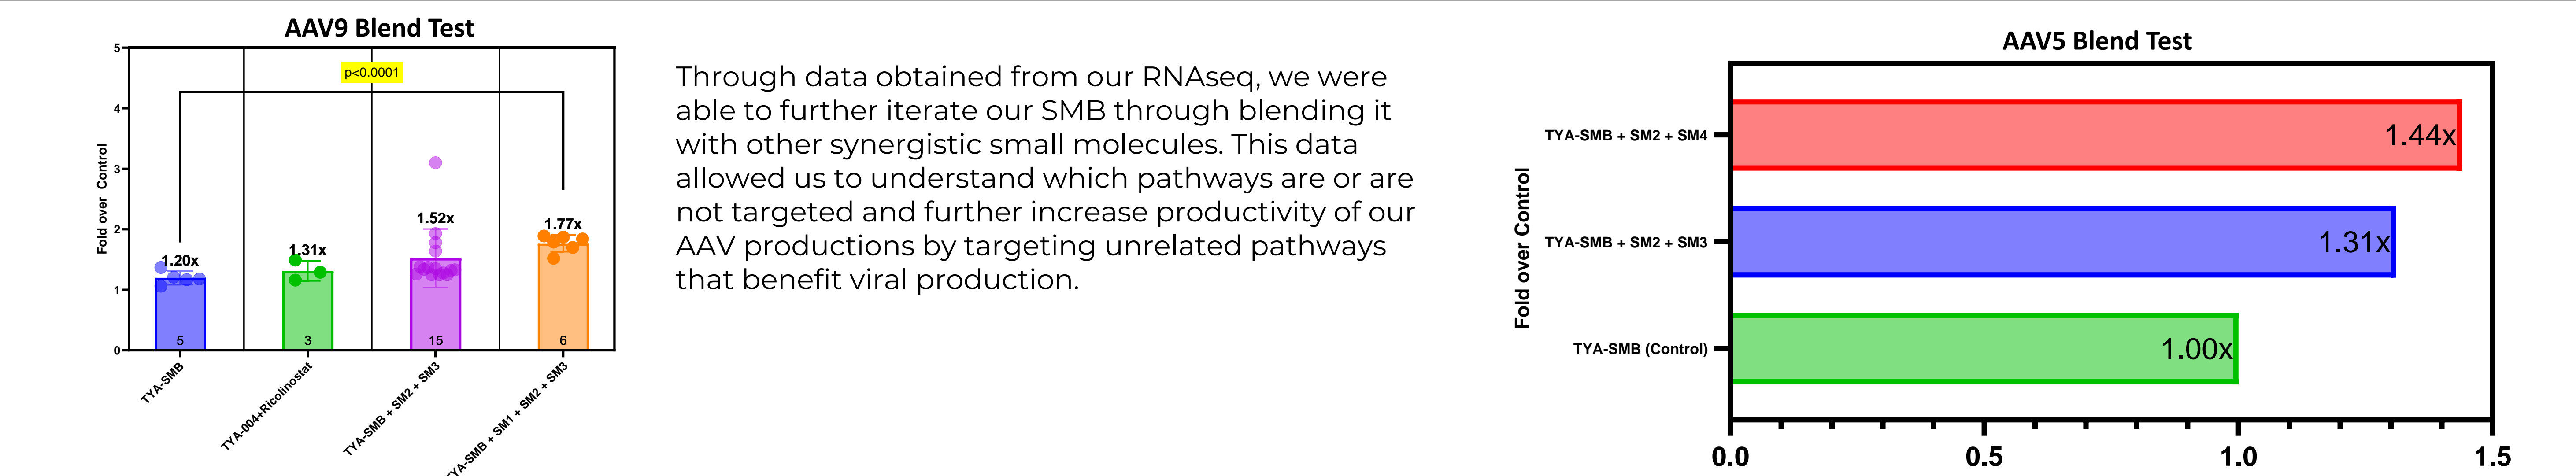 AAV9 Blend Test
5
4
3
2
1
0
Fold over Control
p<0.0001
1.20x
1.31x
1.52x
1.77x
5
3
15
6
TYA-SMB
TYA-004+Ricolinostat
TYA-SMB + SM2 + SM3
YA-SMB + SM1 + SM2 + SM3
Through data obtained from our RNAseq, we were
able to further iterate our SMB through blending it
with other synergistic small molecules. This data
allowed us to understand which pathways are or are
not targeted and further increase productivity of our
AAV productions by targeting unrelated pathways
that benefit viral production.
AAV5 Blend Test
Fold over Control
TYA-SMB + SM2 + SM4
1.44x
TYA-SMB + SM2 + SM3
1.31x
TYA-SMB (Control)
1.00x
0.0
0.5
1.0
1.5